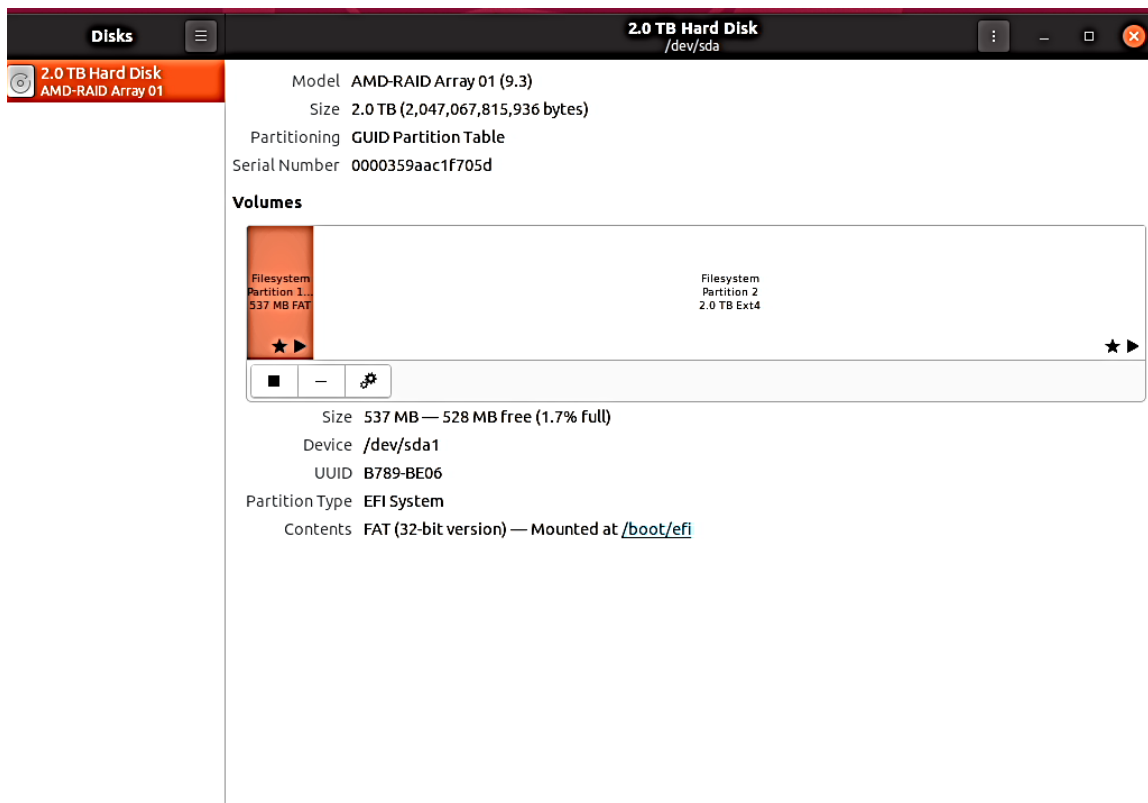 Disks
2.0 TB Hard Disk
/dev/sda
2.0 TB Hard Disk
AMD-RAID Array 01
Model AMD-RAID Array 01 (9.3)
Size 2.0 TB (2,047,067,815,936 bytes)
Partitioning GUID Partition Table
Serial Number 0000359aac1f705d
Volumes
Filesystem
Partition 1...
537 MB FAT
Filesystem
Partition 2
2.0 TB Ext4
Size 537 MB — 528 MB free (1.7% full)
Device /dev/sda1
UUID B789-BE06
Partition Type EFI System
Contents FAT (32-bit version) — Mounted at /boot/efi